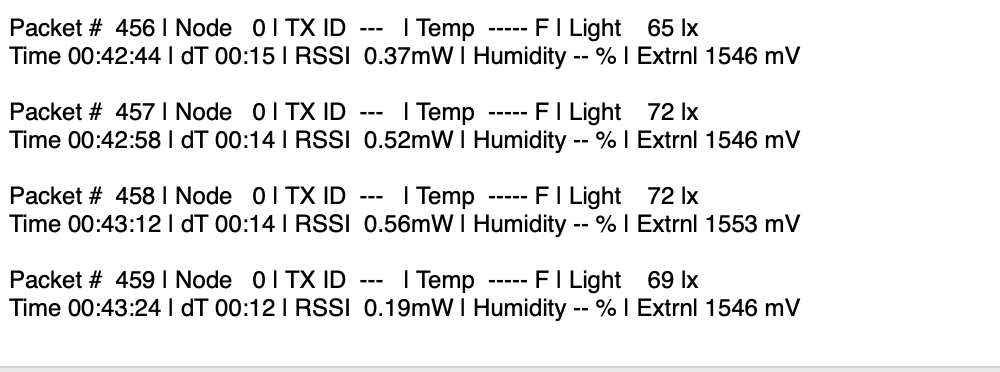 Packet #  456 | Node   0 | TX ID  ---   | Temp  ----- F | Light    65 lx
Time 00:42:44 | dT 00:15 | RSSI  0.37mW | Humidity -- % | Extrnl 1546 mV
Packet #  457 | Node   0 | TX ID  ---   | Temp  ----- F | Light    72 lx
Time 00:42:58 | dT 00:14 | RSSI  0.52mW | Humidity -- % | Extrnl 1546 mV
Packet #  458 | Node   0 | TX ID  ---   | Temp  ----- F | Light    72 lx
Time 00:43:12 | dT 00:14 | RSSI  0.56mW | Humidity -- % | Extrnl 1553 mV
Packet #  459 | Node   0 | TX ID  ---   | Temp  ----- F | Light    69 lx
Time 00:43:24 | dT 00:12 | RSSI  0.19mW | Humidity -- % | Extrnl 1546 mV